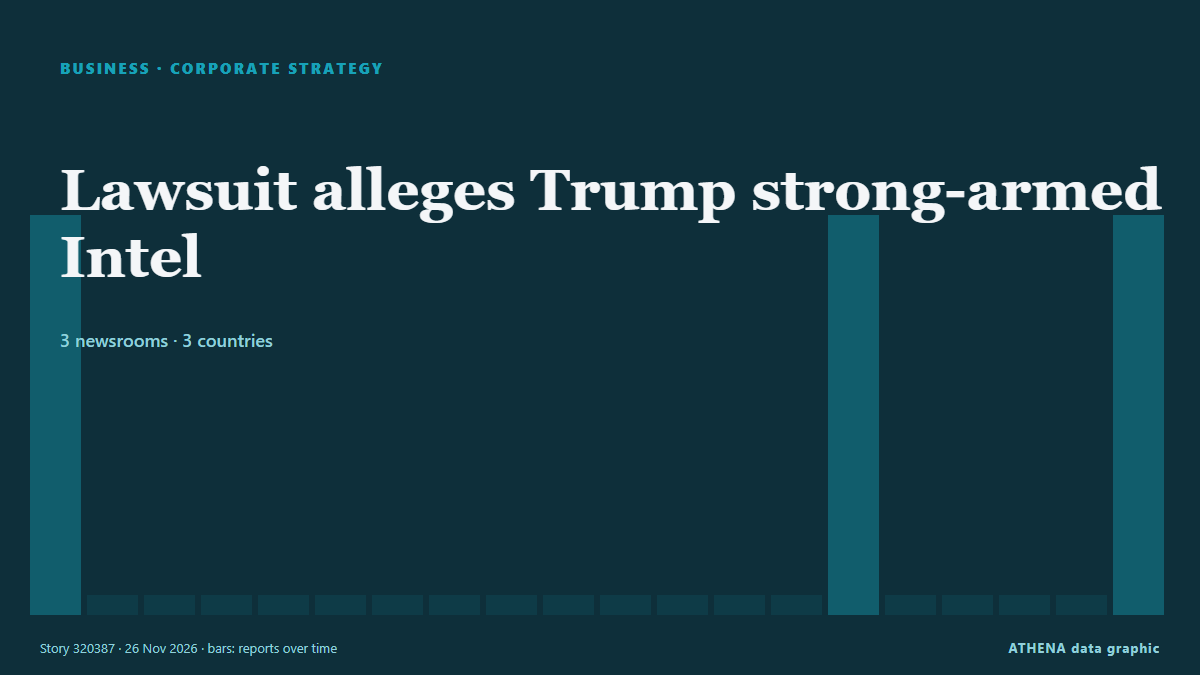 BUSINESS · CORPORATE STRATEGY
Lawsuit alleges Trump strong-armed
Intel
3 newsrooms · 3 countries
Story 320387 · 26 Nov 2026 · bars: reports over time
ATHENA data graphic